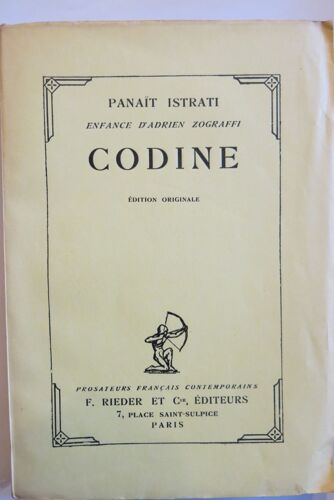 PANAÏT ISTRATI
ENFANCE D'ADRIEN ZOGRAFFI
CODINE
ÉDITION ORIGINALE
PROSATEURS FRANÇAIS CONTEMPORAINS
F. RIEDER ET Cie, ÉDITEURS
7, PLACE SAINT-SULPICE
PARIS